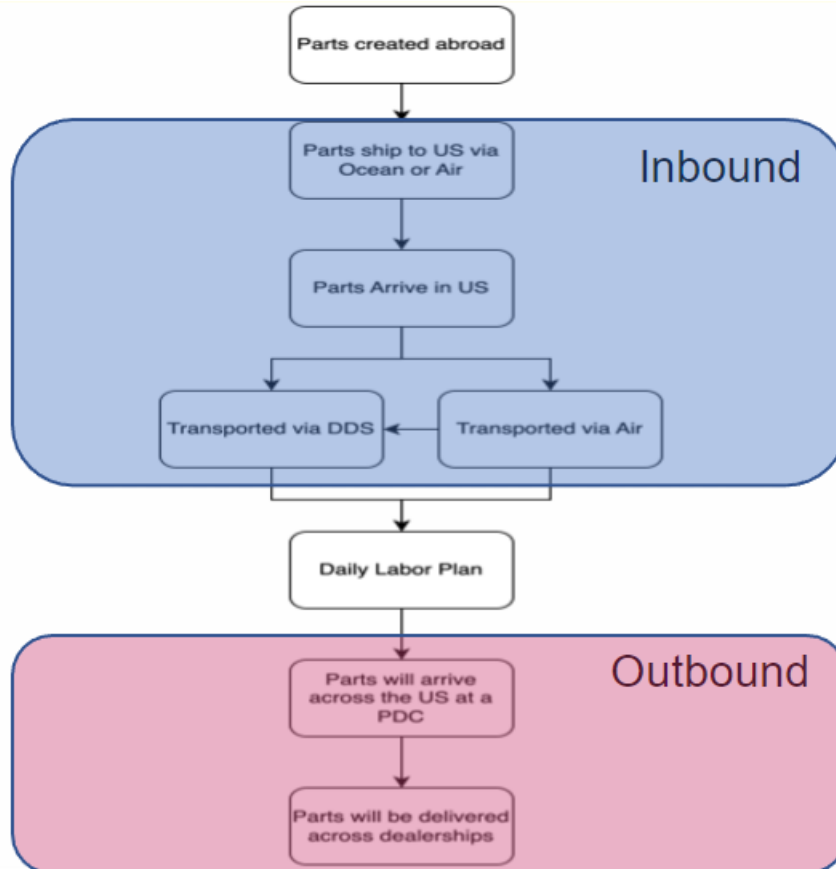 Parts created abroad
Inbound
Parts ship to US via
Ocean or Air
Parts Arrive in US
Transported via DDS
Transported via Air
Daily Labor Plan
Outbound
Parts will arrive
across the US at a
PDC
Parts will be delivered
across dealerships